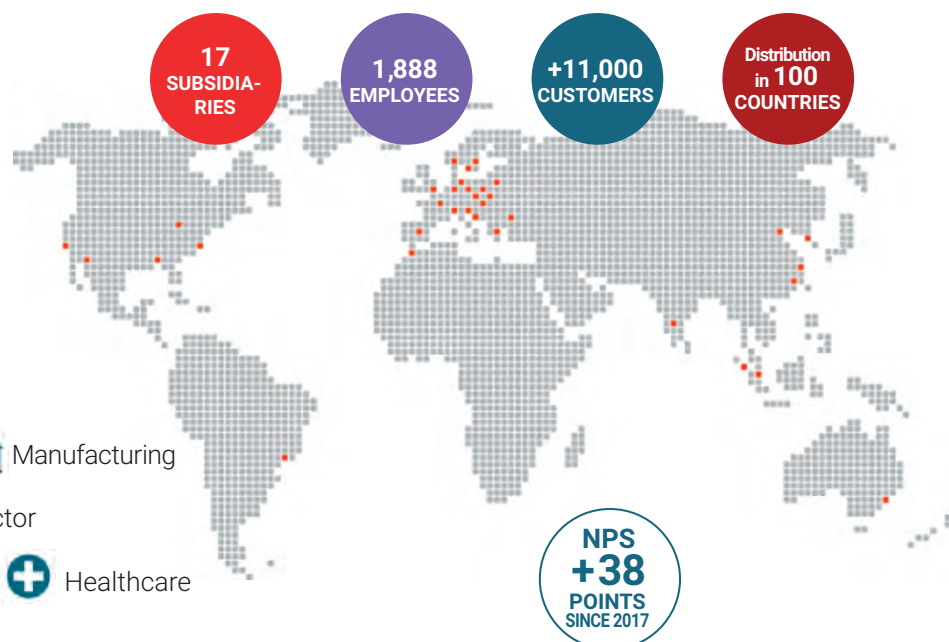 17
SUBSIDIA-
RIES
1,888
EMPLOYEES
+11,000
CUSTOMERS
Distribution
in 100
COUNTRIES
Manufacturing
ctor
Healthcare
NPS
+38
POINTS
SINCE 2017